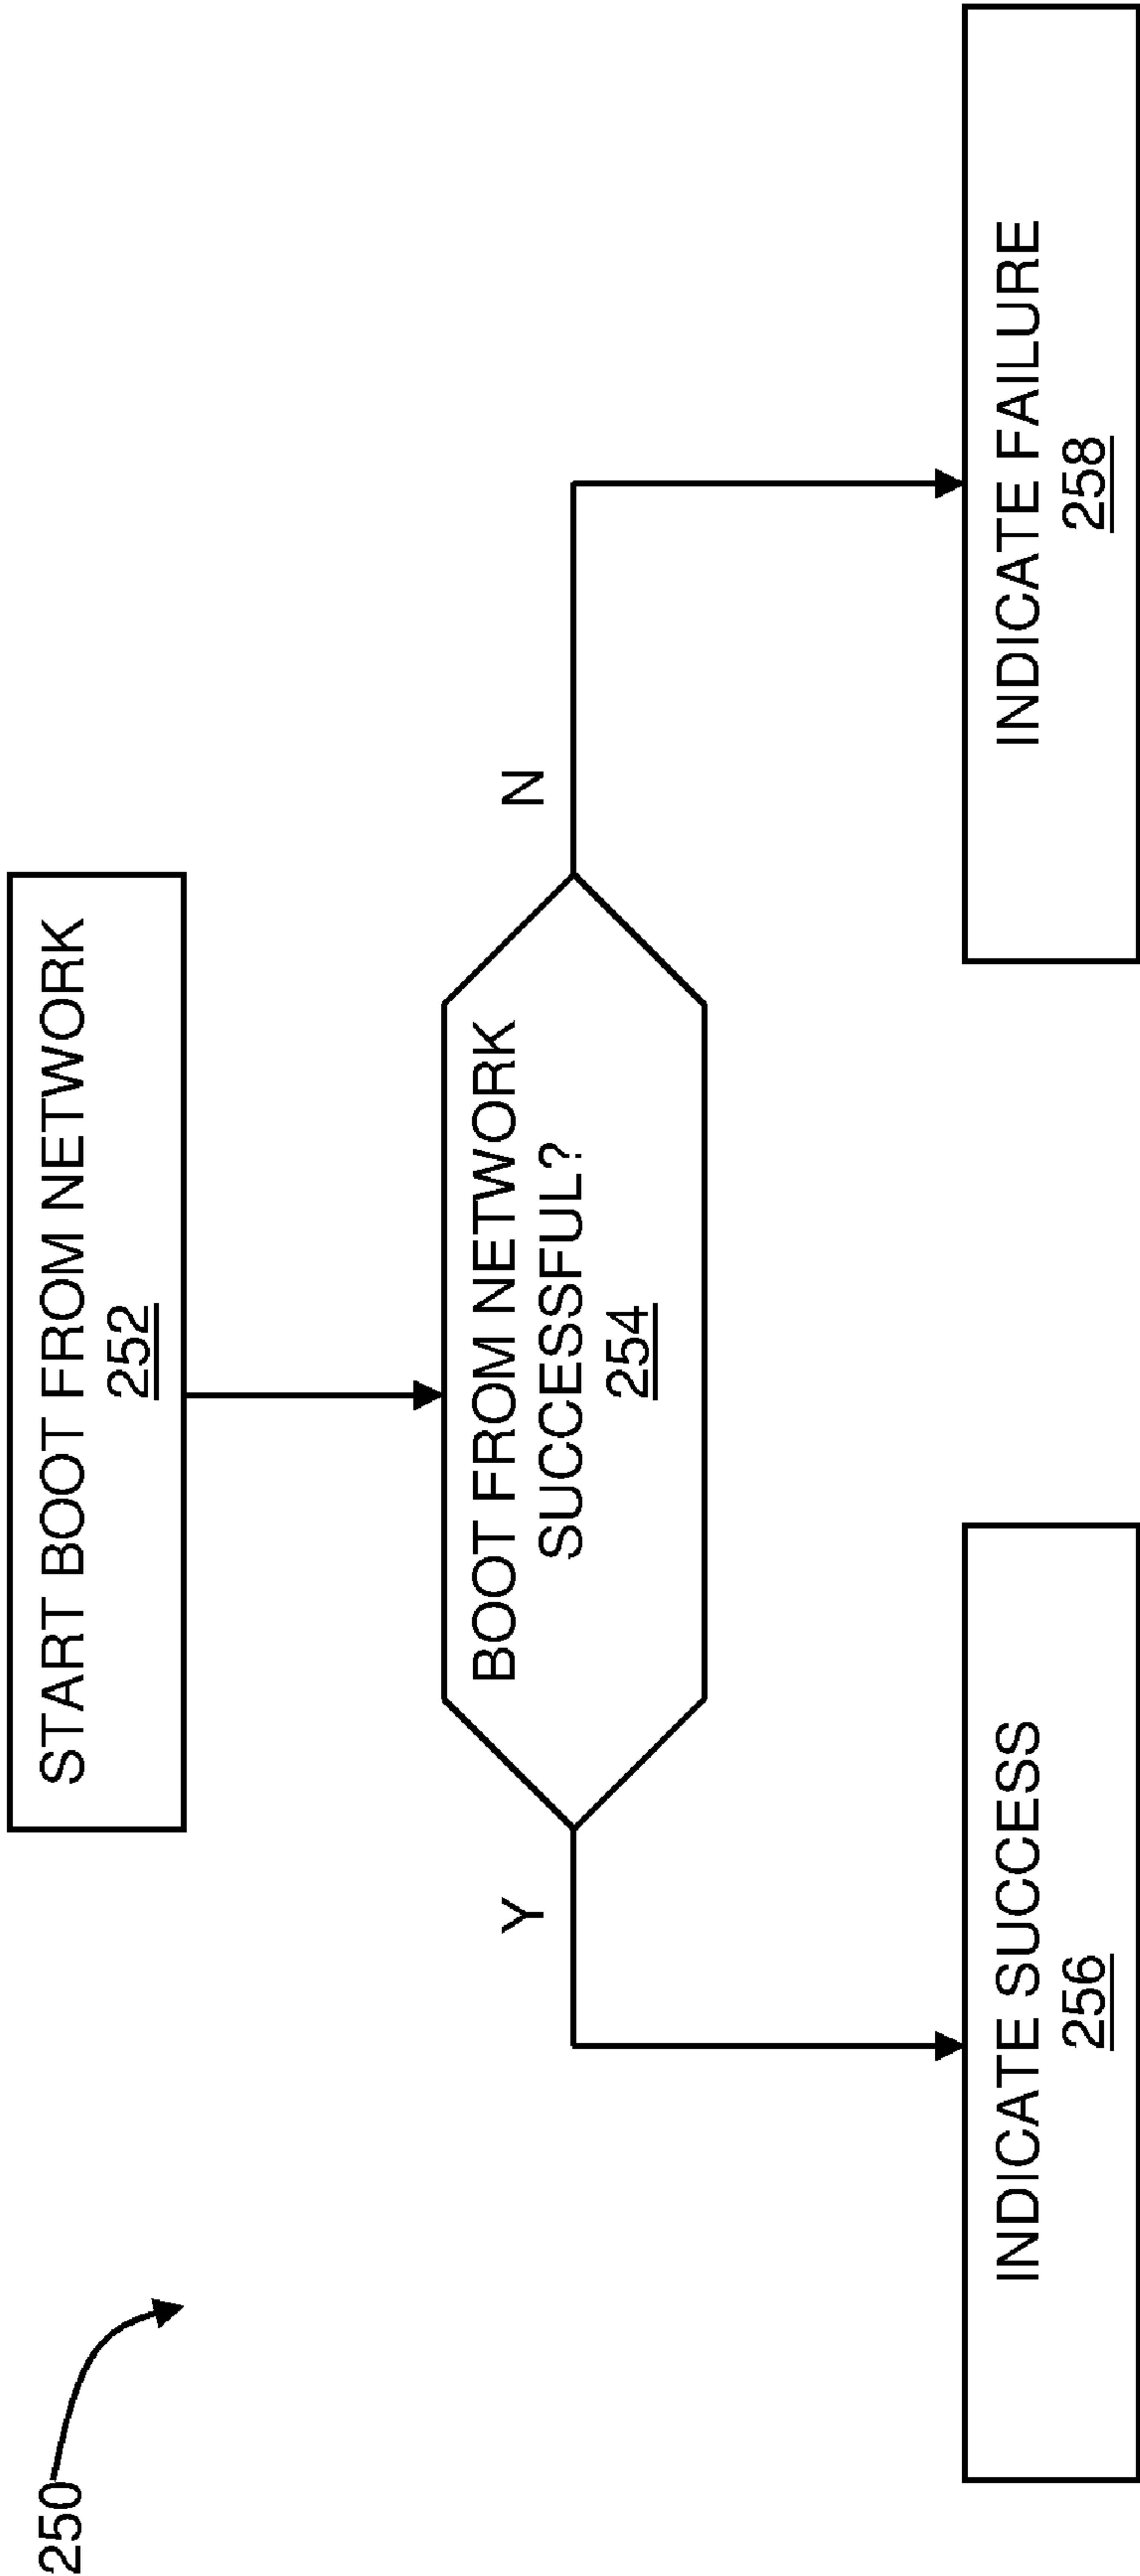 250
START BOOT FROM NETWORK
252
BOOT FROM NETWORK
SUCCESSFUL?
254
Y
N
INDICATE SUCCESS
256
INDICATE FAILURE
258